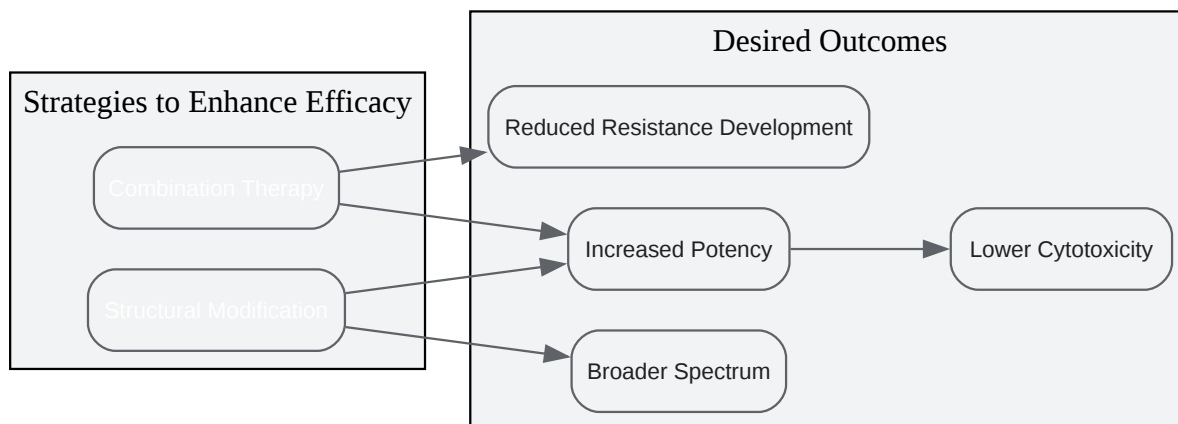 Strategies to Enhance Efficacy
Combination Therapy
Structural Modification
Desired Outcomes
Reduced Resistance Development
Increased Potency
Lower Cytotoxicity
Broader Spectrum